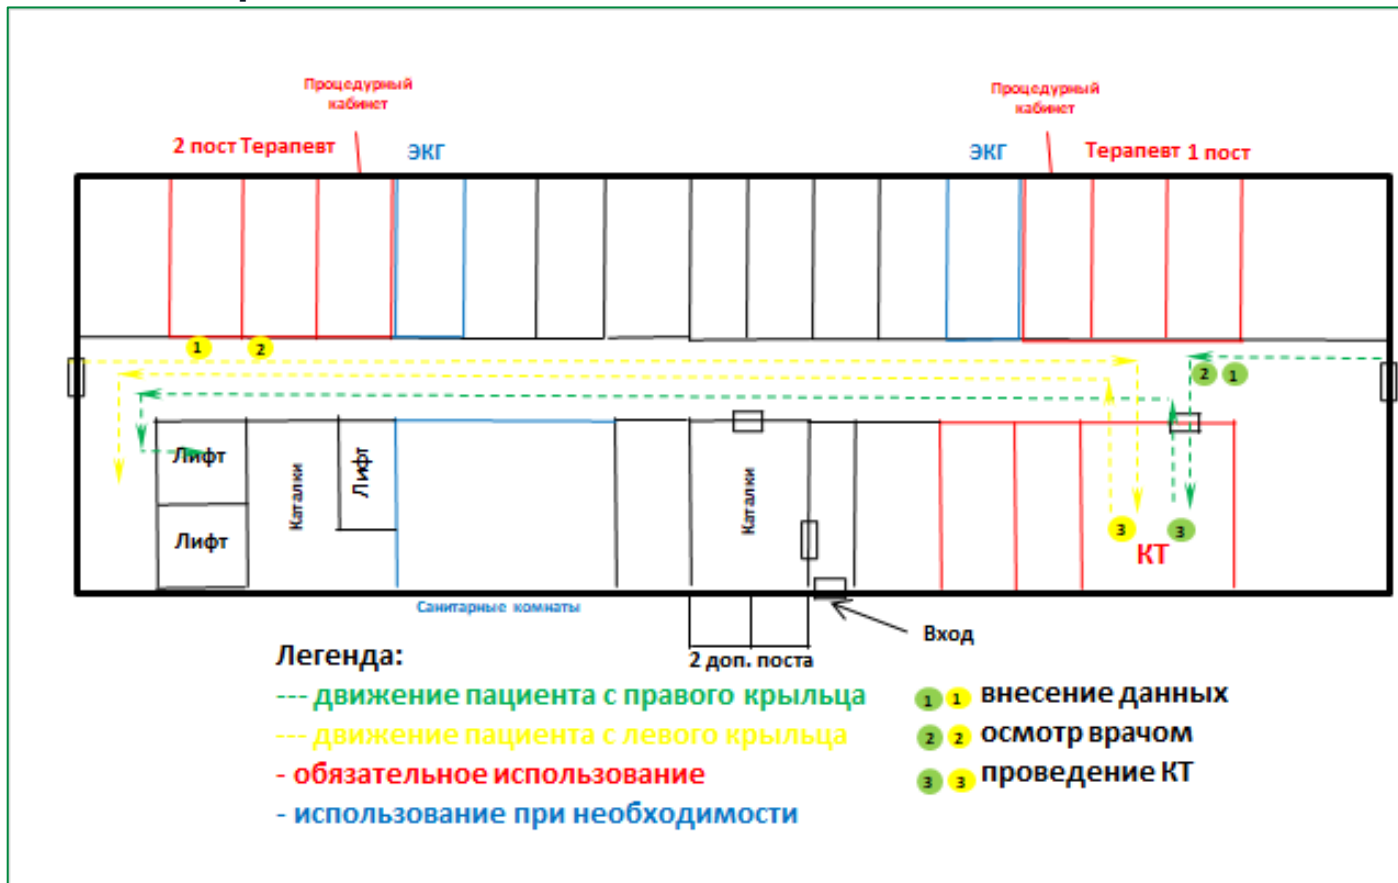 Процедурный
кабинет
Процедурный
кабинет
2 пост Терапевт
ЭКГ
ЭКГ
Терапевт 1 пост
1
2
2
1
Лифт
Каталки
Лифт
Каталки
Лифт
3
3
КТ
Санитарные комнаты
Вход
2 доп. поста
Легенда:
--- движение пациента с правого крыльца
--- движение пациента с левого крыльца
- обязательное использование
- использование при необходимости
1 1 внесение данных
2 2 осмотр врачом
3 3 проведение КТ